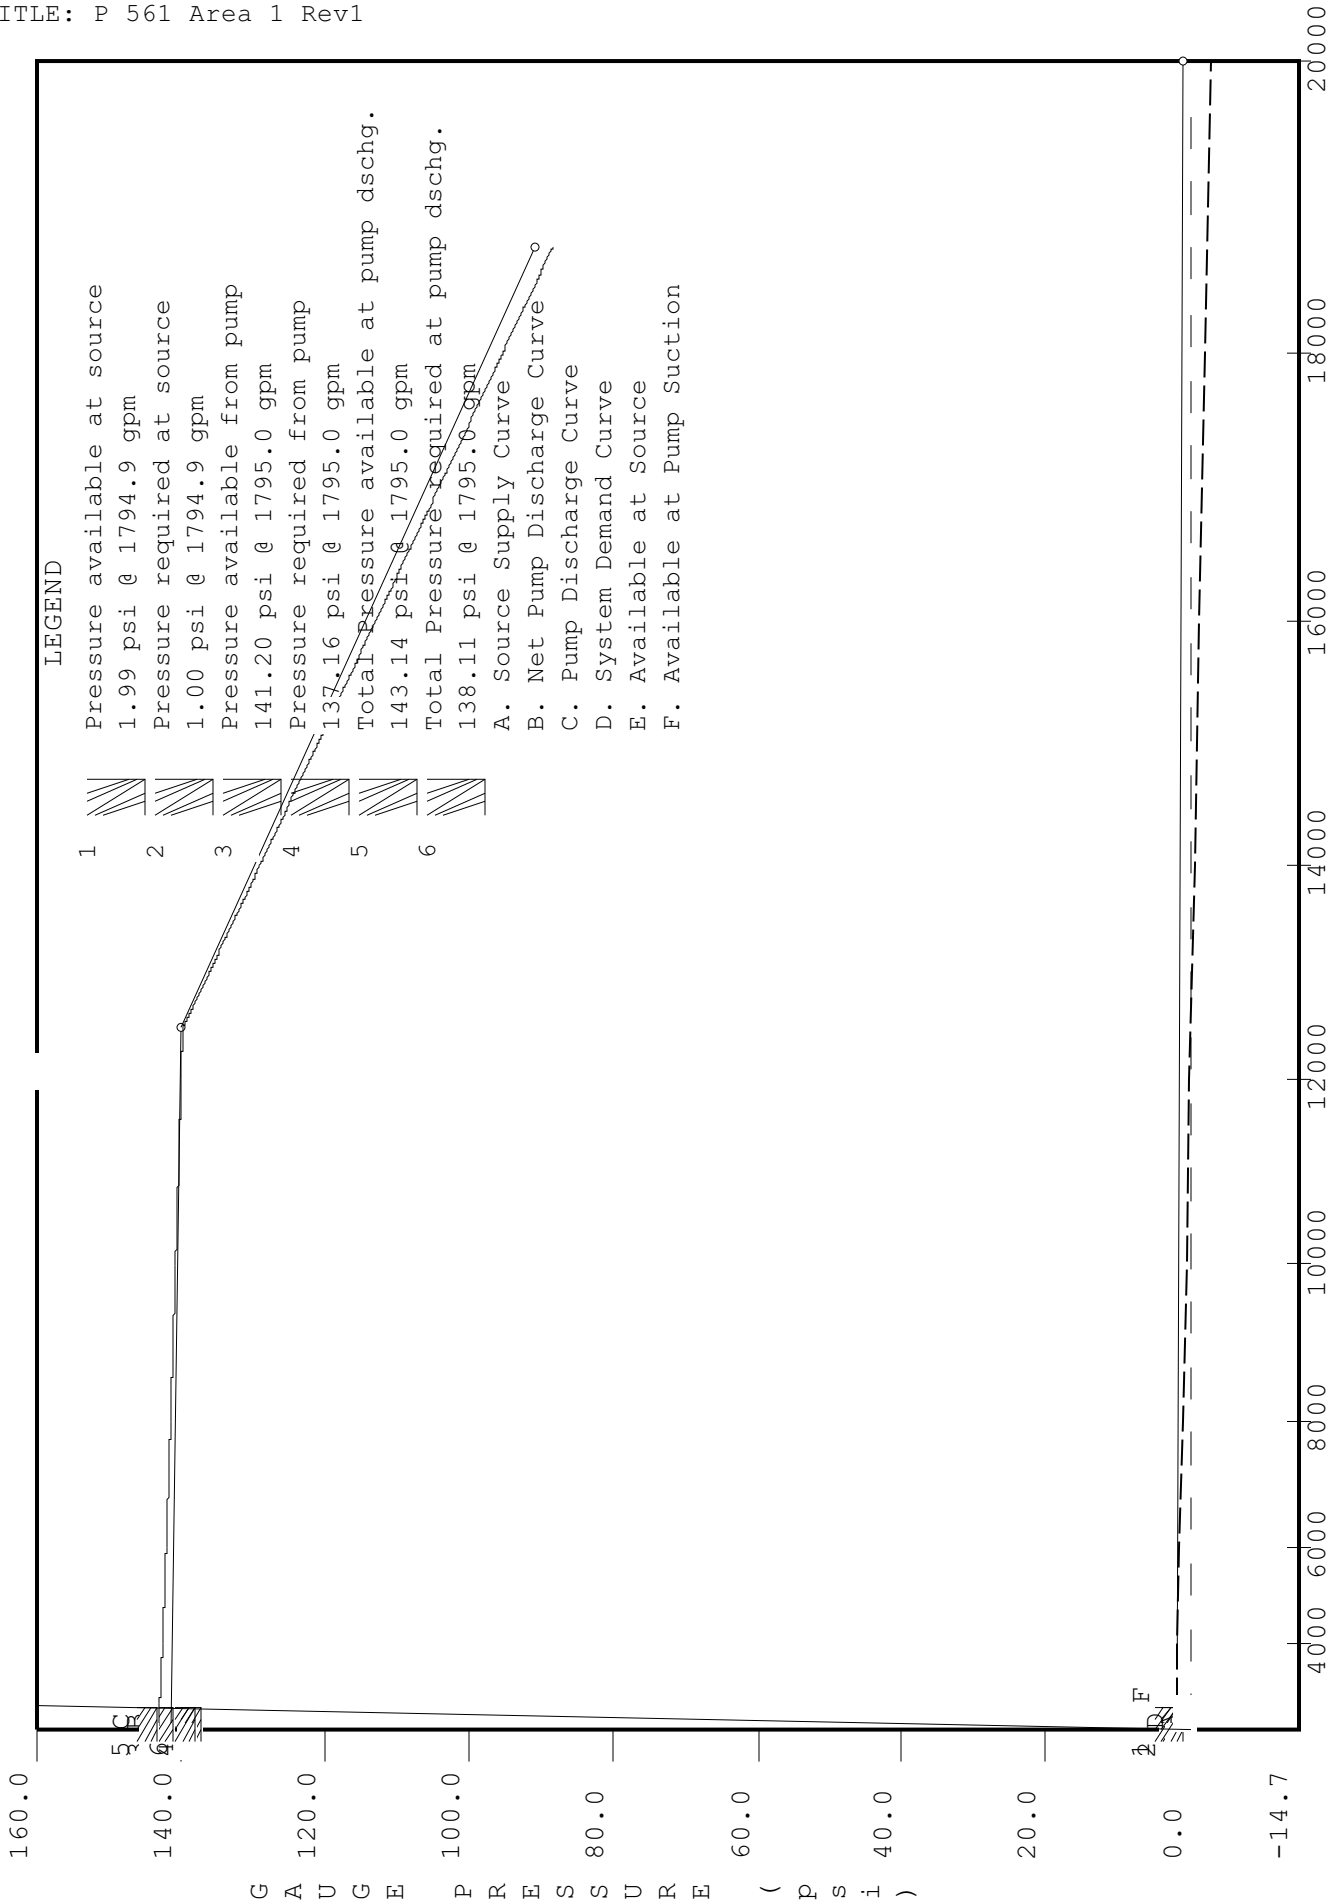 ITLE: P 561 Area 1 Rev1
LEGEND
1 Pressure available at source
1.99 psi @ 1794.9 gpm
2 Pressure required at source
1.00 psi @ 1794.9 gpm
3 Pressure available from pump
141.20 psi @ 1795.0 gpm
4 Pressure required from pump
137.16 psi @ 1795.0 gpm
5 Total Pressure available at pump dschg.
143.14 psi @ 1795.0 gpm
6 Total Pressure required at pump dschg.
138.11 psi @ 1795.0 gpm
A. Source Supply Curve
B. Net Pump Discharge Curve
C. Pump Discharge Curve
D. System Demand Curve
E. Available at Source
F. Available at Pump Suction
160.0
140.0
120.0
100.0
80.0
60.0
40.0
20.0
0.0
-14.7
GAUGE PRESSURE (psi)
5
C
6
F
D
4000
6000
8000
10000
12000
14000
16000
18000
20000